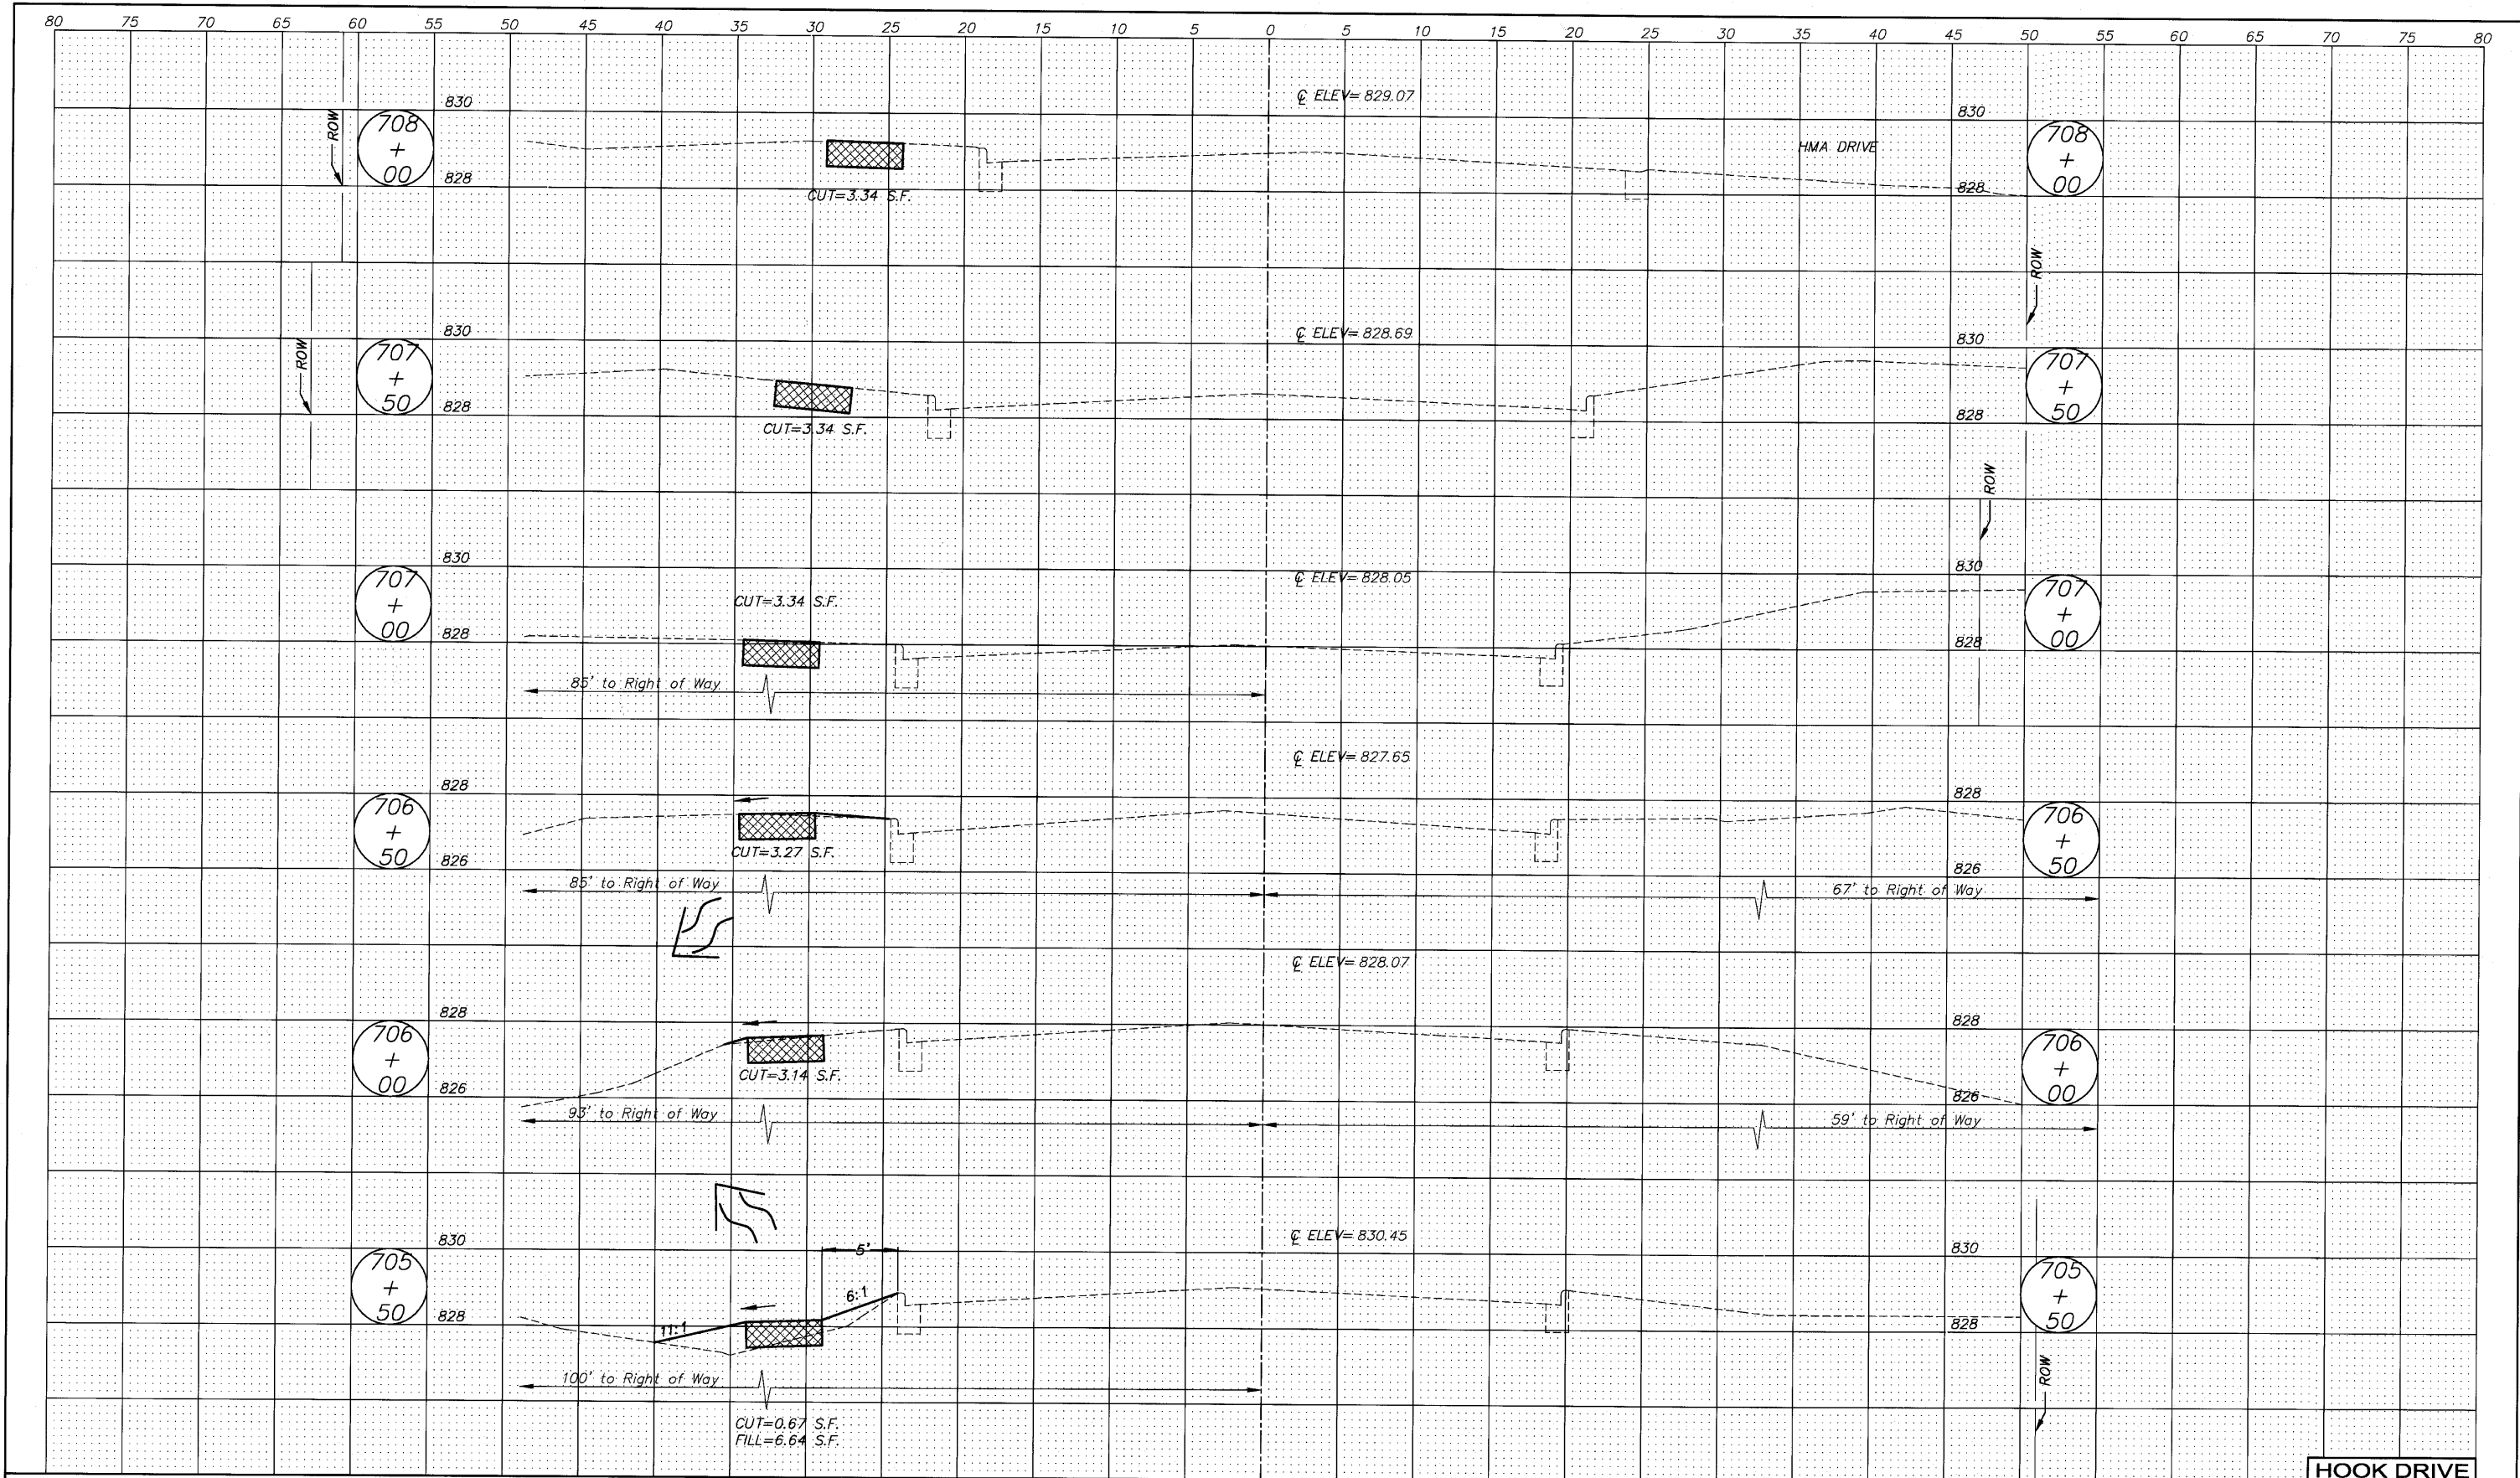 80 75 70 65 60 55 50 45 40 35 30 25 20 15 10 5 0 5 10 15 20 25 30 35 40 45 50 55 60 65 70 75 80
℄ ELEV= 829.07
830 830
ROW 708 + 00 HMA DRIVE 708 + 00
828 828
CUT=3.34 S.F.
ROW
℄ ELEV= 828.69
830 830
ROW 707 + 50 707 + 50
828 828
CUT=3.34 S.F.
ROW
830 830
℄ ELEV= 828.05
707 + 00 CUT=3.34 S.F. 707 + 00
828 828
85' to Right of Way
℄ ELEV= 827.65
828 828
706 + 50 706 + 50
CUT=3.27 S.F.
826 826
85' to Right of Way 67' to Right of Way
℄ ELEV= 828.07
828 828
706 + 00 706 + 00
CUT=3.14 S.F.
826 826
93' to Right of Way 59' to Right of Way
℄ ELEV= 830.45
830 830
5'
705 + 50 6:1 705 + 50
11:1
828 828
ROW
100' to Right of Way
CUT=0.67 S.F.
FILL=6.64 S.F.
HOOK DRIVE